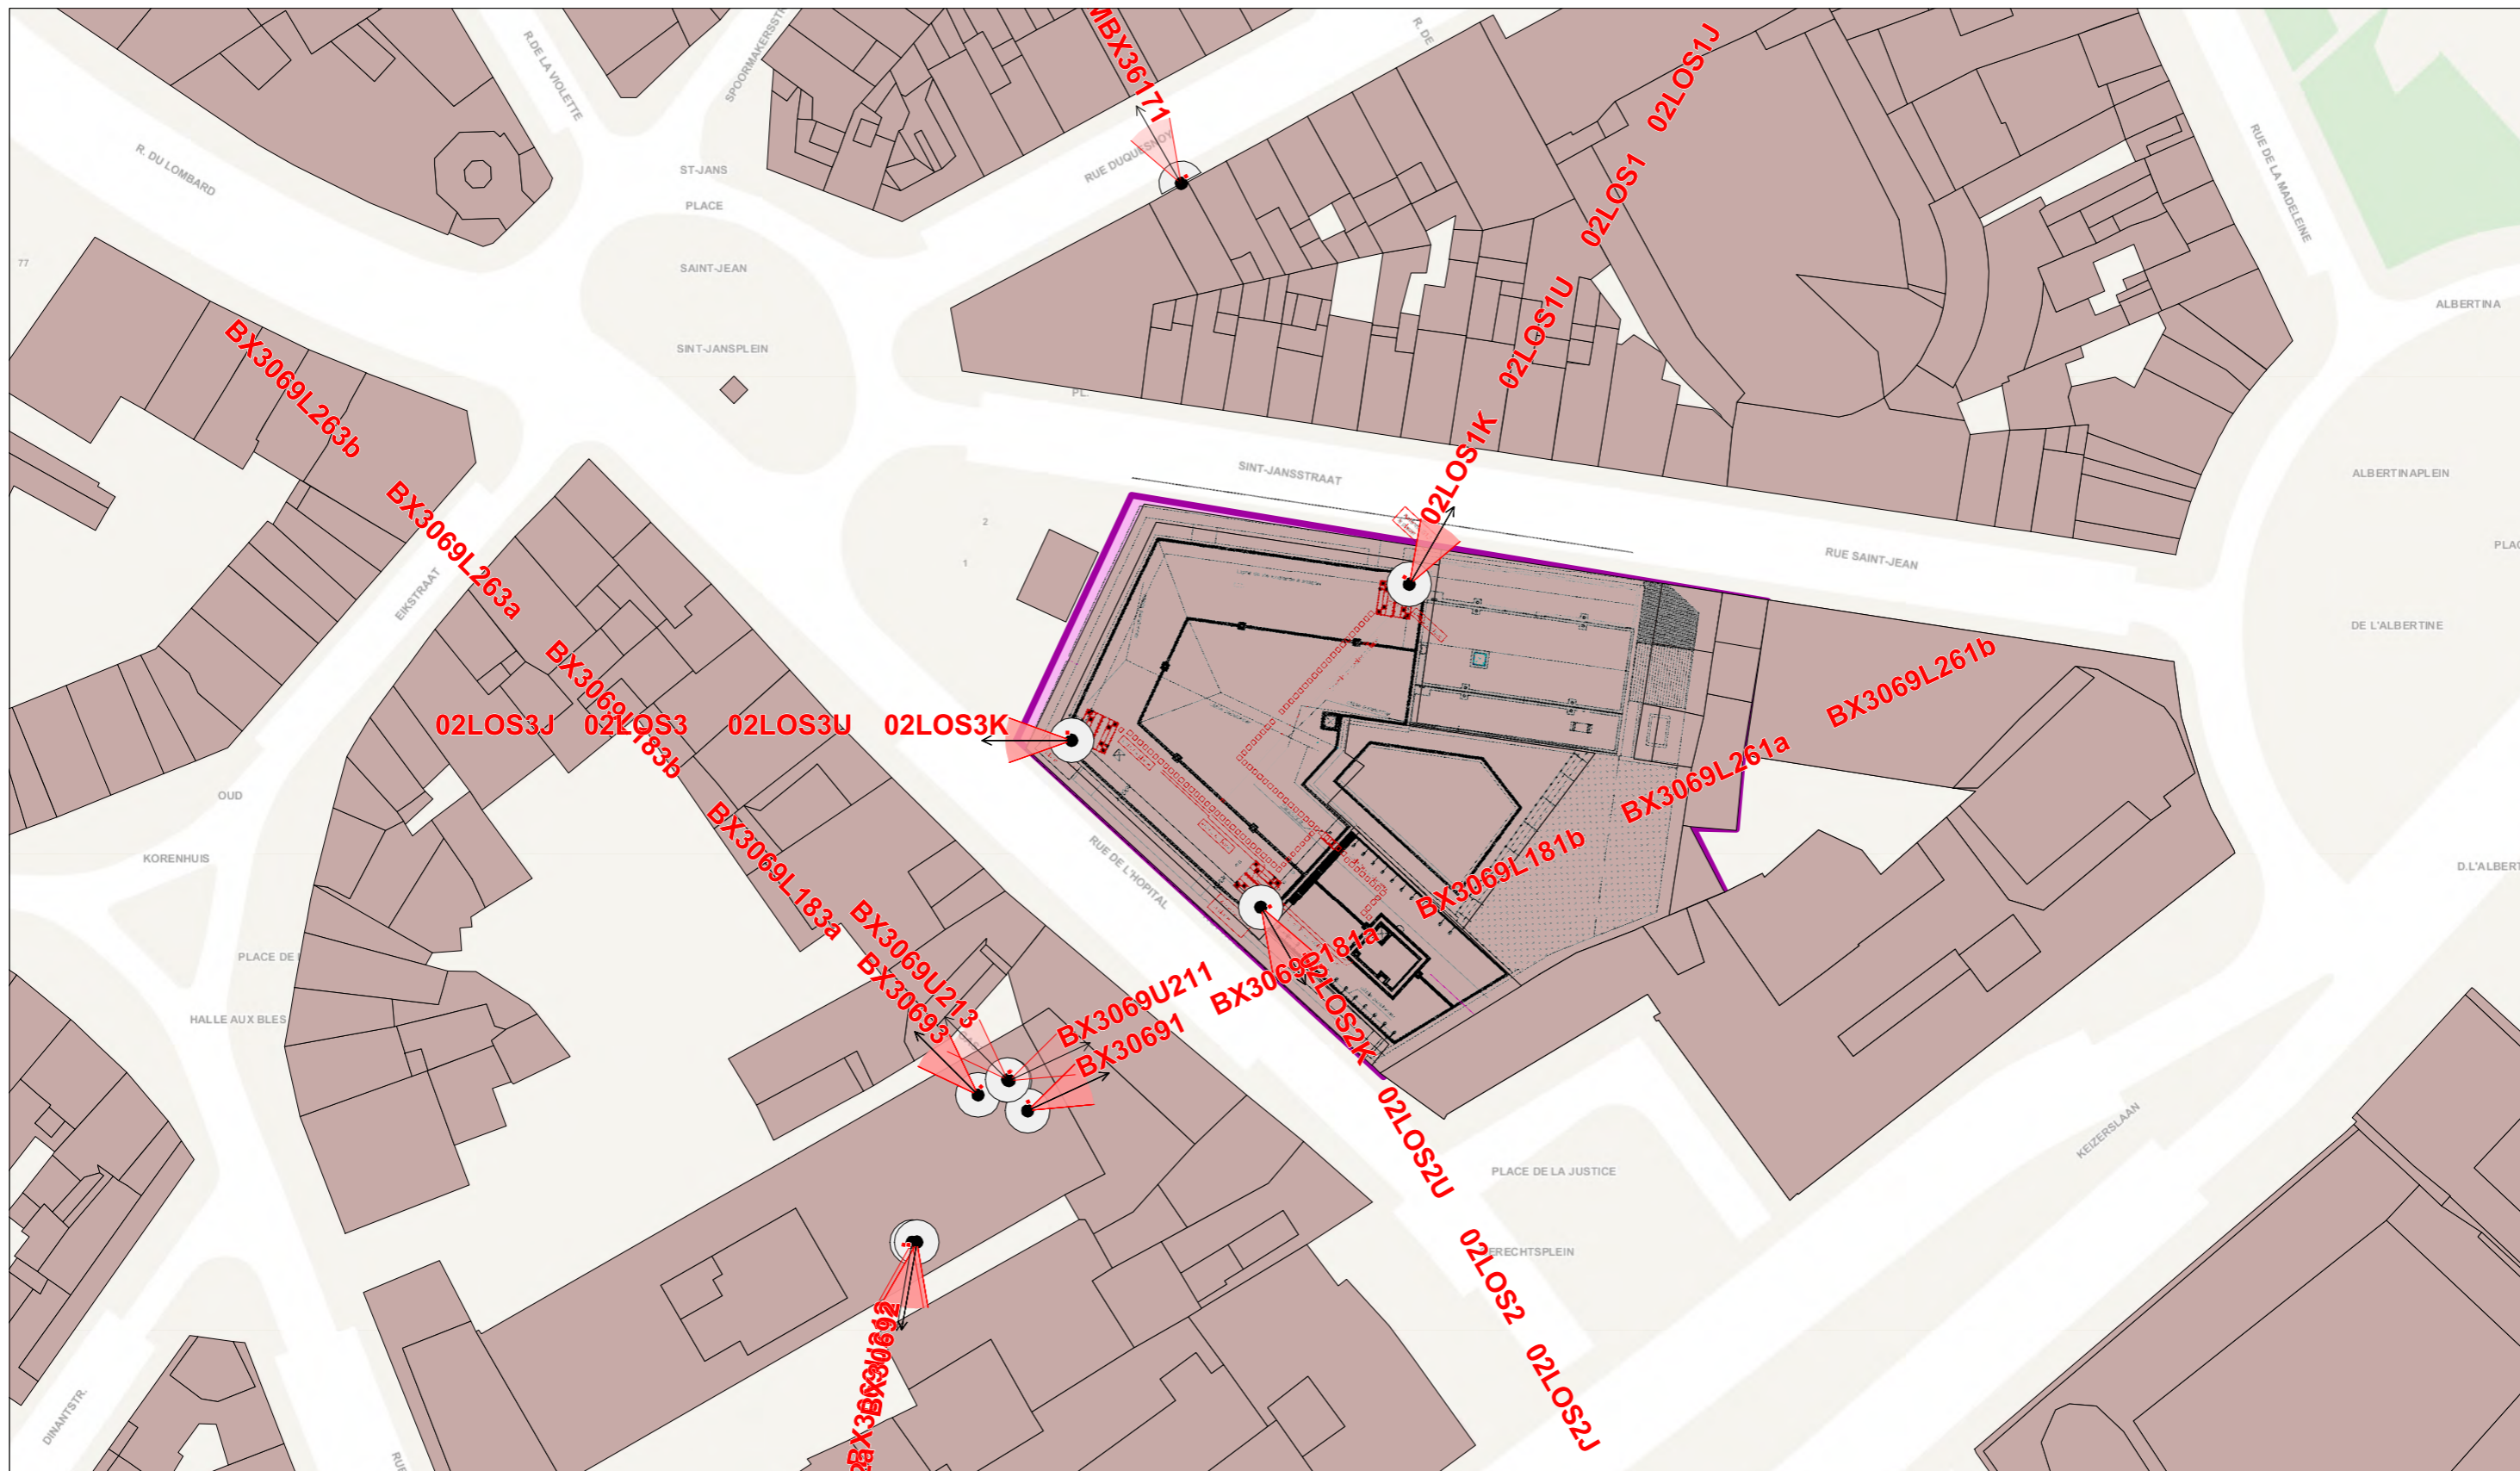 MBX36171
R. DE
02LOS1J
R.DE LA VIOLETTE
SPOORMAKERSSTR
RUE DUQUESNOY
R. DU LOMBARD
ST-JANS
PLACE
02LOS1
RUE DE LA MADELEINE
77
SAINT-JEAN
ALBERTINA
02LOS1U
SINT-JANSPLEIN
BX3069L263b
PL.
02LOS1K
SINT-JANSSTRAAT
ALBERTINAPLEIN
2
1
BX3069L263a
RUE SAINT-JEAN
EIKSTRAAT
DE L'ALBERTINE
BX3069L183b
BX3069L261b
02LOS3J
02LOS3
02LOS3U
02LOS3K
BX3069L261a
OUD
KORENHUIS
BX3069L183a
RUE DE L'HOPITAL
BX3069L181b
PLACE DE
BX3069U213
BX30693
BX3069L181a
HALLE AUX BLES
BX3069U211
BX30691
02LOS2K
02LOS2U
PLACE DE LA JUSTICE
KEIZERSLAAN
02LOS2
BX30692
02LOS2J
DINANTSTR.